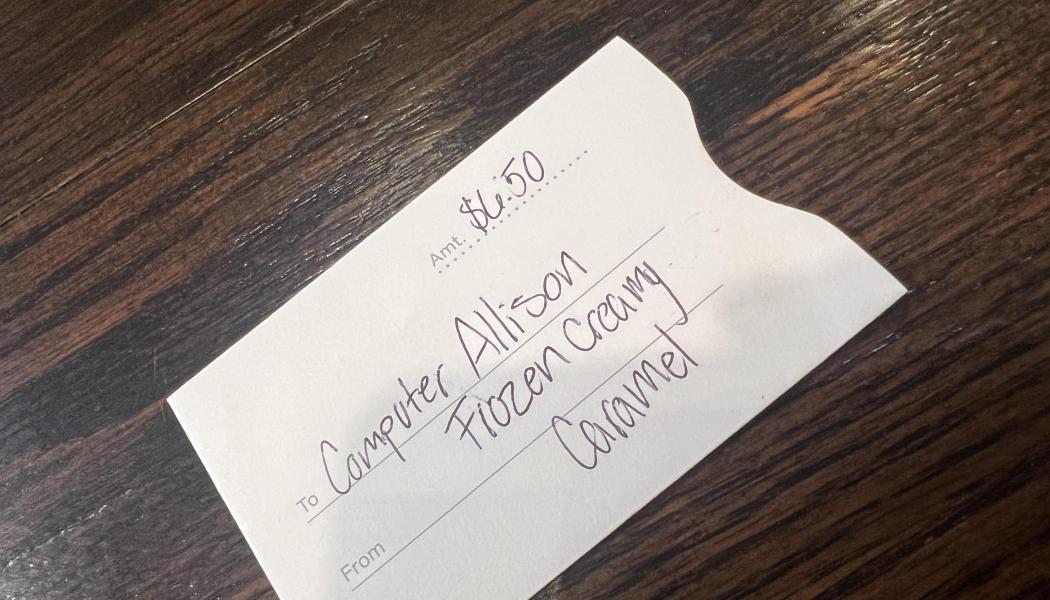 Amt. $6.50
To Computer Allison
Frozen Creamy
From Caramel